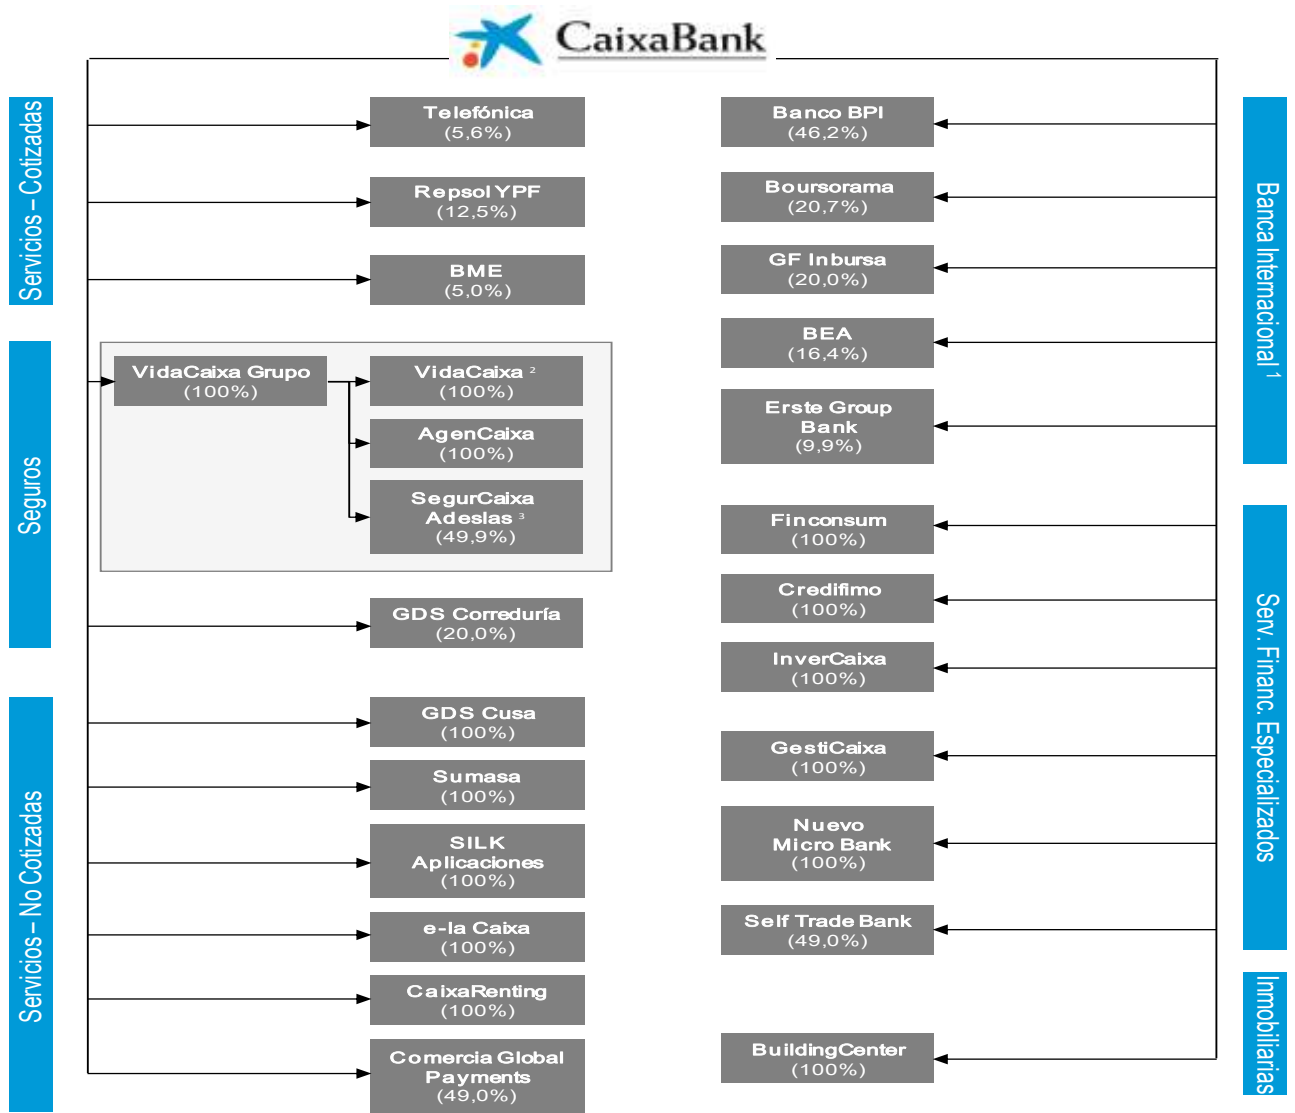 CaixaBank
Servicios – Cotizadas
Telefónica
(5,6%)
Repsol YPF
(12,5%)
BME
(5,0%)
Seguros
VidaCaixa Grupo
(100%)
VidaCaixa ²
(100%)
AgenCaixa
(100%)
SegurCaixa
Adeslas ³
(49,9%)
GDS Correduría
(20,0%)
Servicios – No Cotizadas
GDS Cusa
(100%)
Sumasa
(100%)
SILK
Aplicaciones
(100%)
e-la Caixa
(100%)
CaixaRenting
(100%)
Comercia Global
Payments
(49,0%)
Banca Internacional ¹
Banco BPI
(46,2%)
Boursorama
(20,7%)
GF Inbursa
(20,0%)
BEA
(16,4%)
Erste Group
Bank
(9,9%)
Serv. Financ. Especializados
Finconsum
(100%)
Credifimo
(100%)
InverCaixa
(100%)
GestiCaixa
(100%)
Nuevo
Micro Bank
(100%)
Self Trade Bank
(49,0%)
Inmobiliarias
BuildingCenter
(100%)